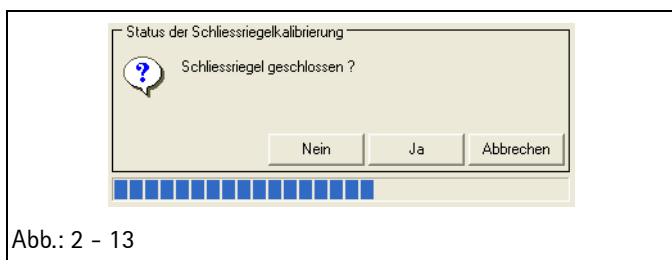 Status der Schliessriegelkalibrierung
?
Schliessriegel geschlossen ?
Nein Ja Abbrechen
Abb.: 2 - 13